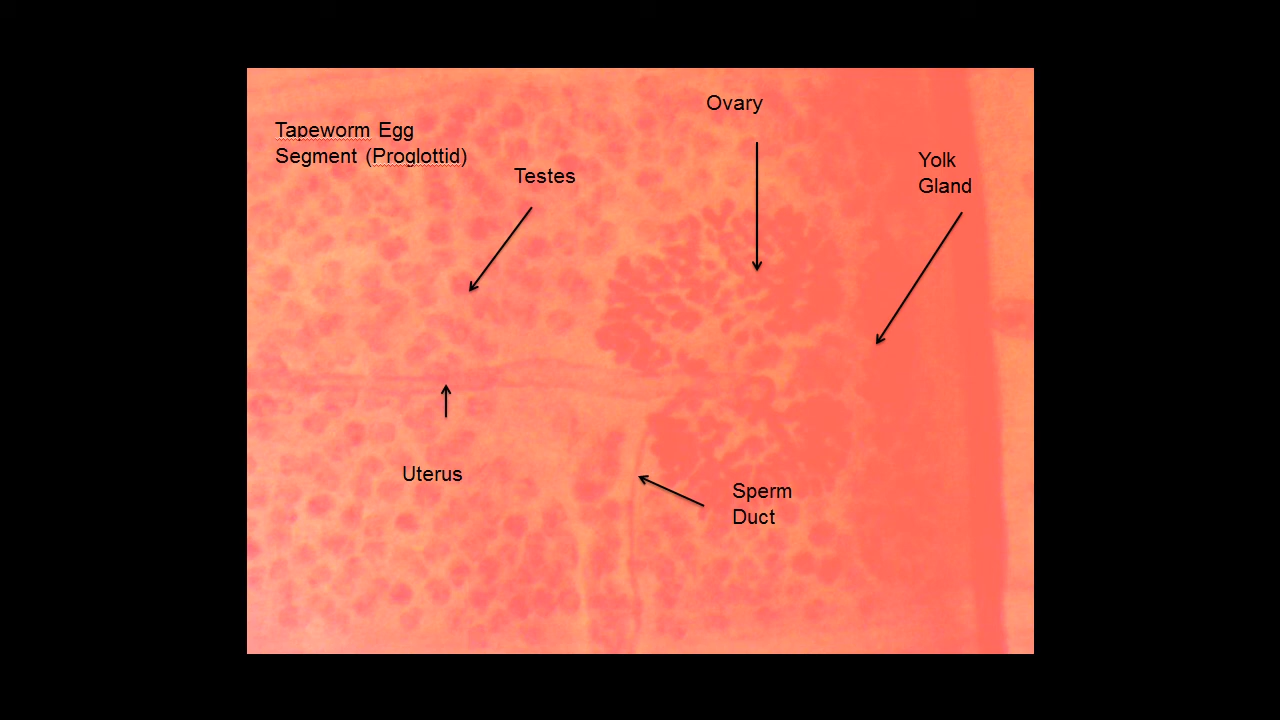 Ovary
Tapeworm Egg
Segment (Proglottid)
Testes
Yolk
Gland
Uterus
Sperm
Duct